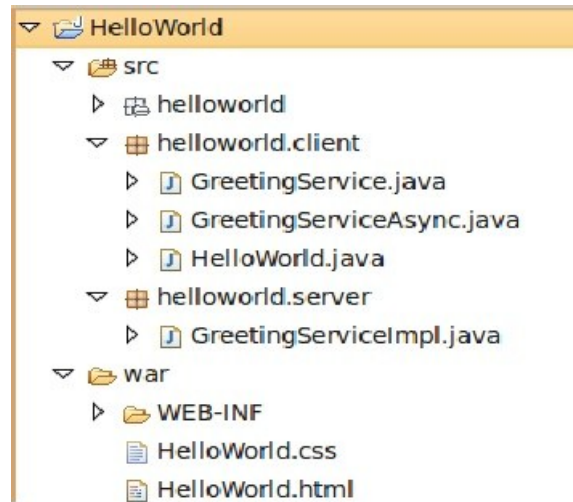 HelloWorld
src
helloworld
helloworld.client
GreetingService.java
GreetingServiceAsync.java
HelloWorld.java
helloworld.server
GreetingServiceImpl.java
war
WEB-INF
HelloWorld.css
HelloWorld.html